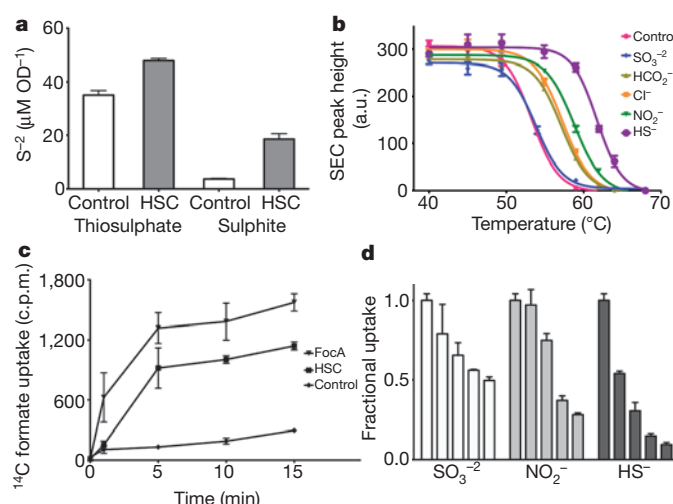 a
60
40
20
0
S⁻² (µM OD⁻¹)
Control HSC Control HSC
Thiosulphate Sulphite
b
300
200
100
0
SEC peak height
(a.u.)
40 50 60 70
Temperature (°C)
Contro
SO₃⁻²
HCO₂⁻
Cl⁻
NO₂⁻
HS⁻
c
1,800
1,200
600
0
¹⁴C formate uptake (c.p.m.)
0 5 10 15
Time (min)
FocA
HSC
Control
d
1.0
0.5
0.0
Fractional uptake
SO₃⁻² NO₂⁻ HS⁻